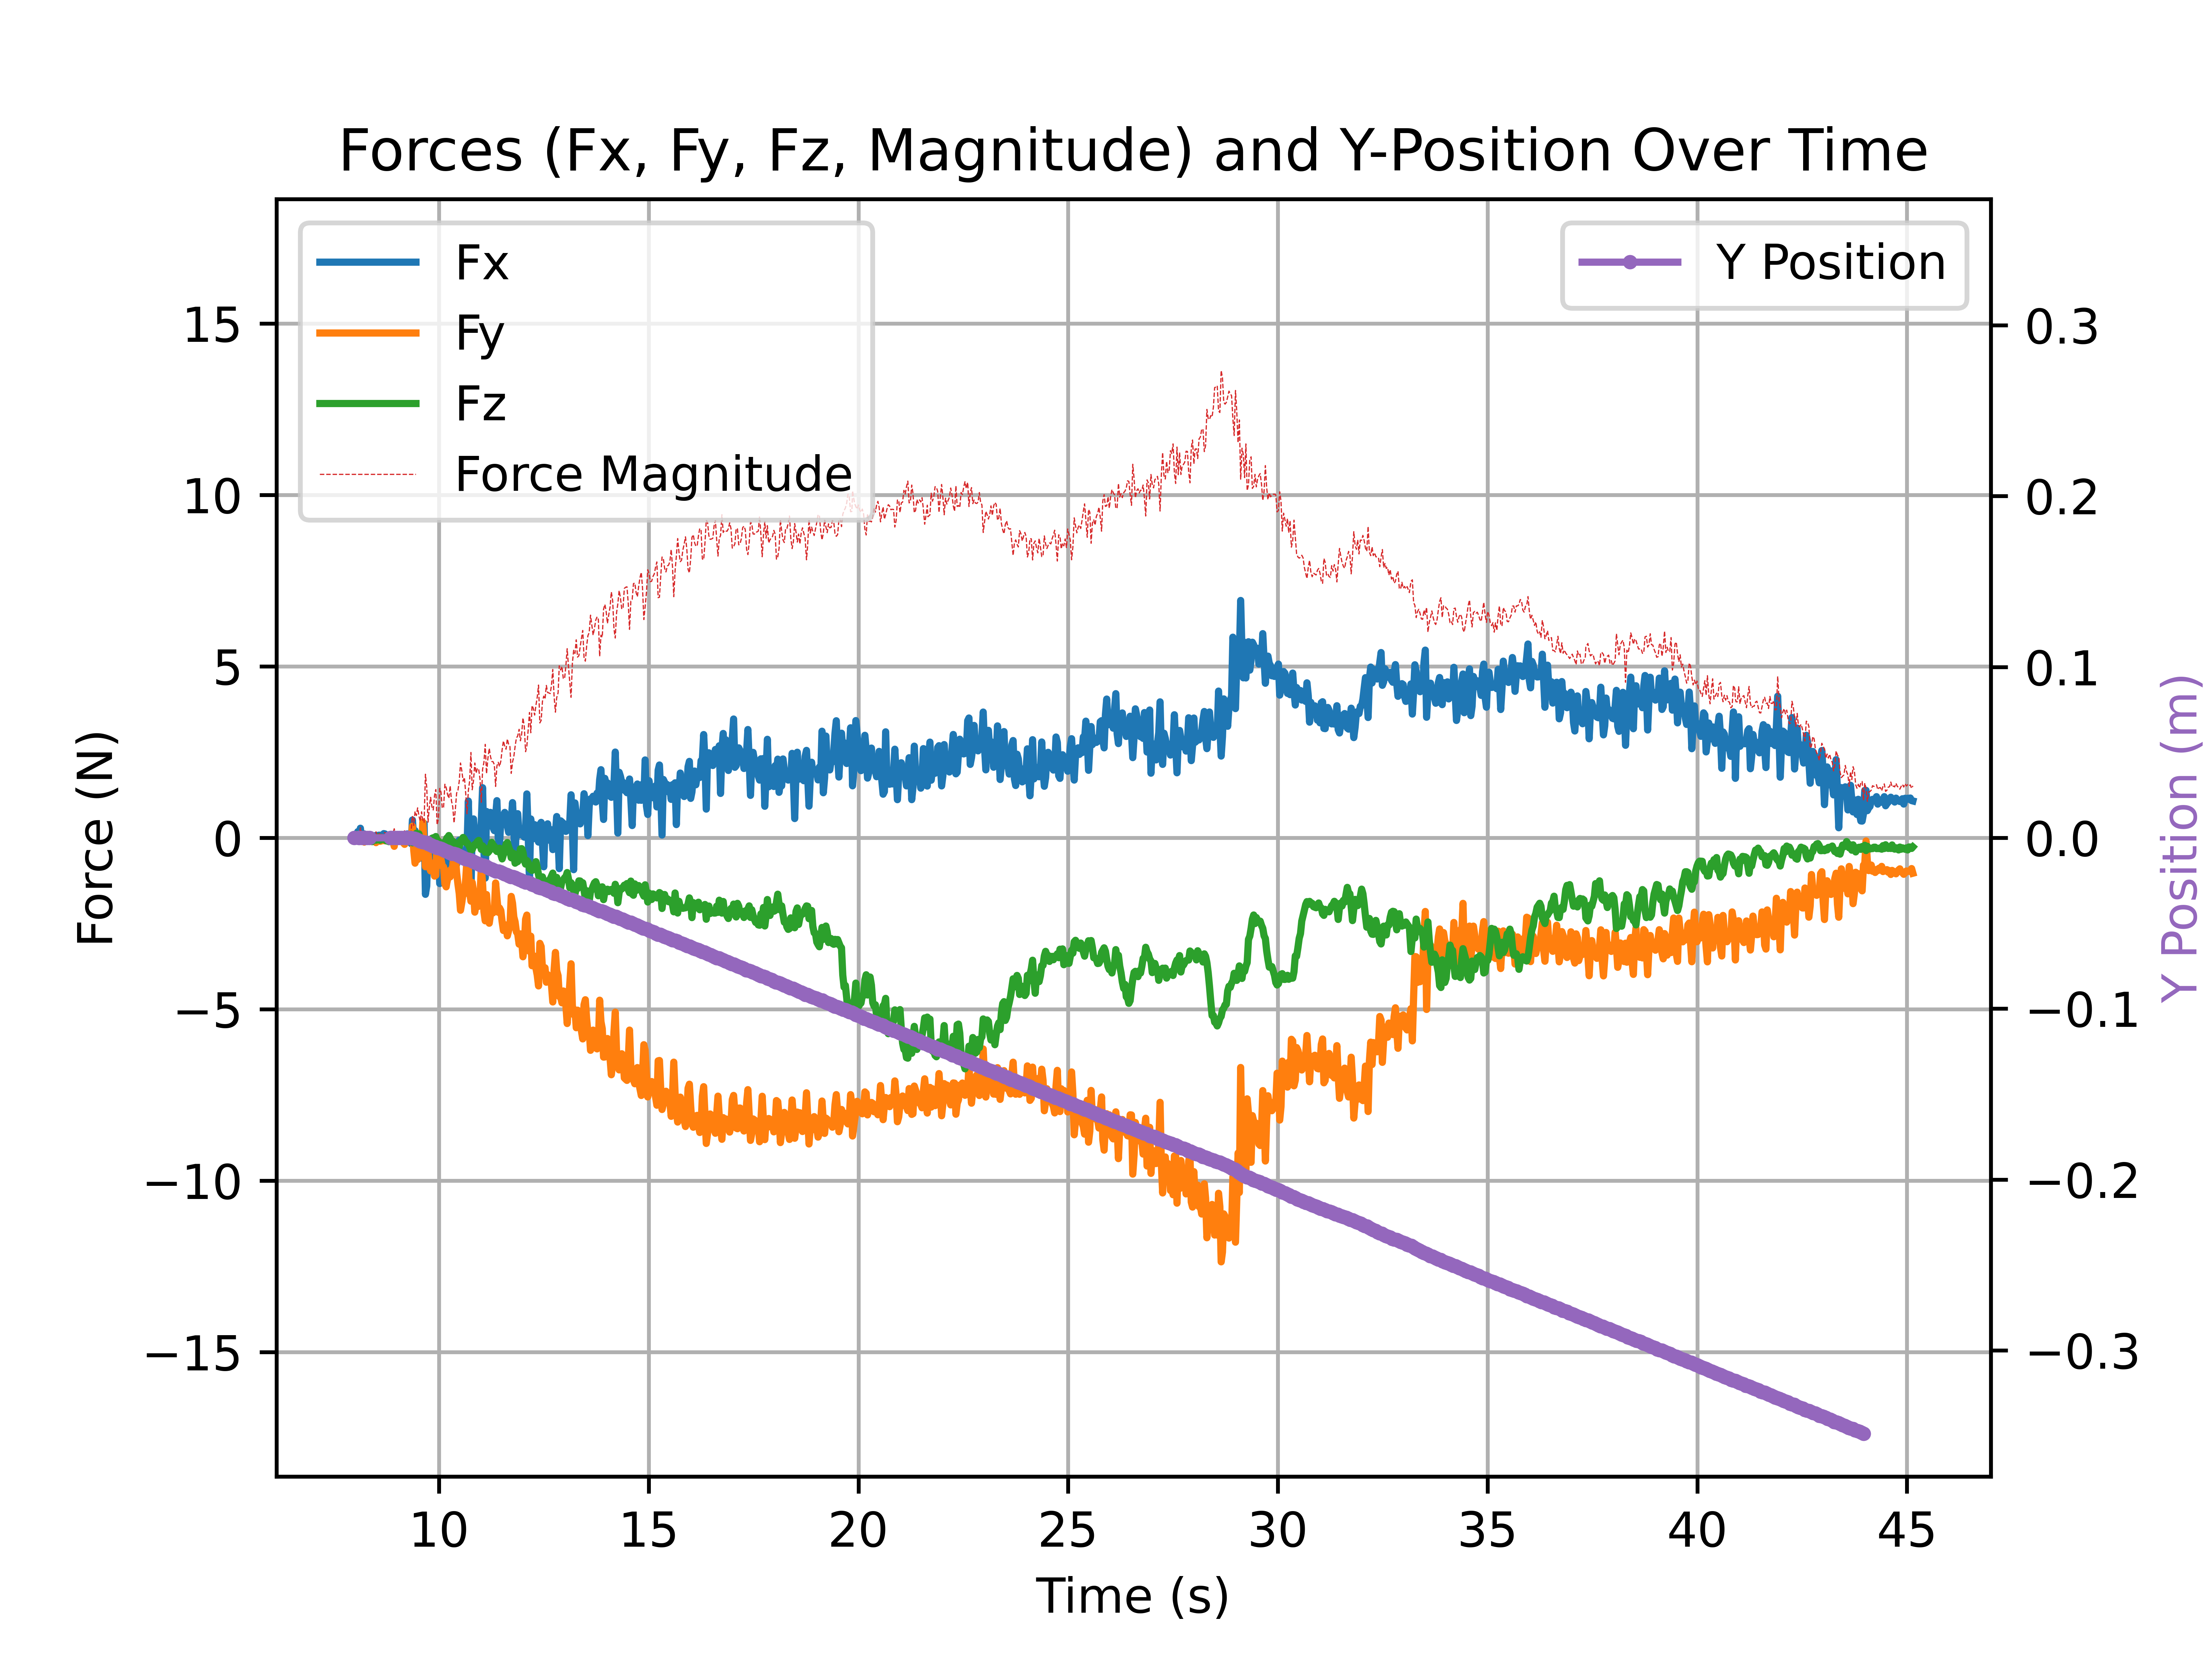 Forces (Fx, Fy, Fz, Magnitude) and Y-Position Over Time
Fx
Fy
Fz
Force Magnitude
Y Position
15
10
5
0
−5
−10
−15
Force (N)
0.3
0.2
0.1
0.0
−0.1
−0.2
−0.3
Y Position (m)
10 15 20 25 30 35 40 45
Time (s)